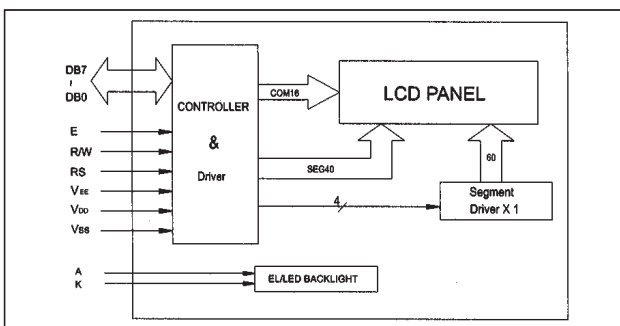 DB7
~
DB0
E
R/W
RS
VEE
VDD
VSS
A
K
CONTROLLER
&
Driver
COM16
SEG40
4
LCD PANEL
60
Segment
Driver X 1
EL/LED BACKLIGHT